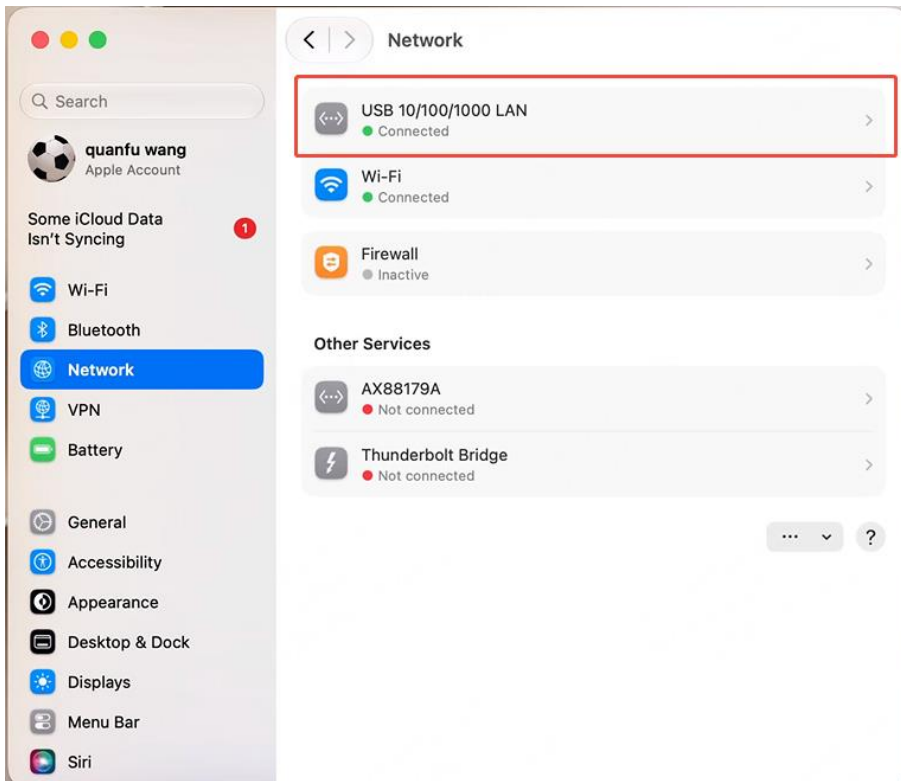 Network
Search
quanfu wang
Apple Account
Some iCloud Data
Isn't Syncing
1
Wi-Fi
Bluetooth
Network
VPN
Battery
General
Accessibility
Appearance
Desktop & Dock
Displays
Menu Bar
Siri
USB 10/100/1000 LAN
Connected
Wi-Fi
Connected
Firewall
Inactive
Other Services
AX88179A
Not connected
Thunderbolt Bridge
Not connected
?